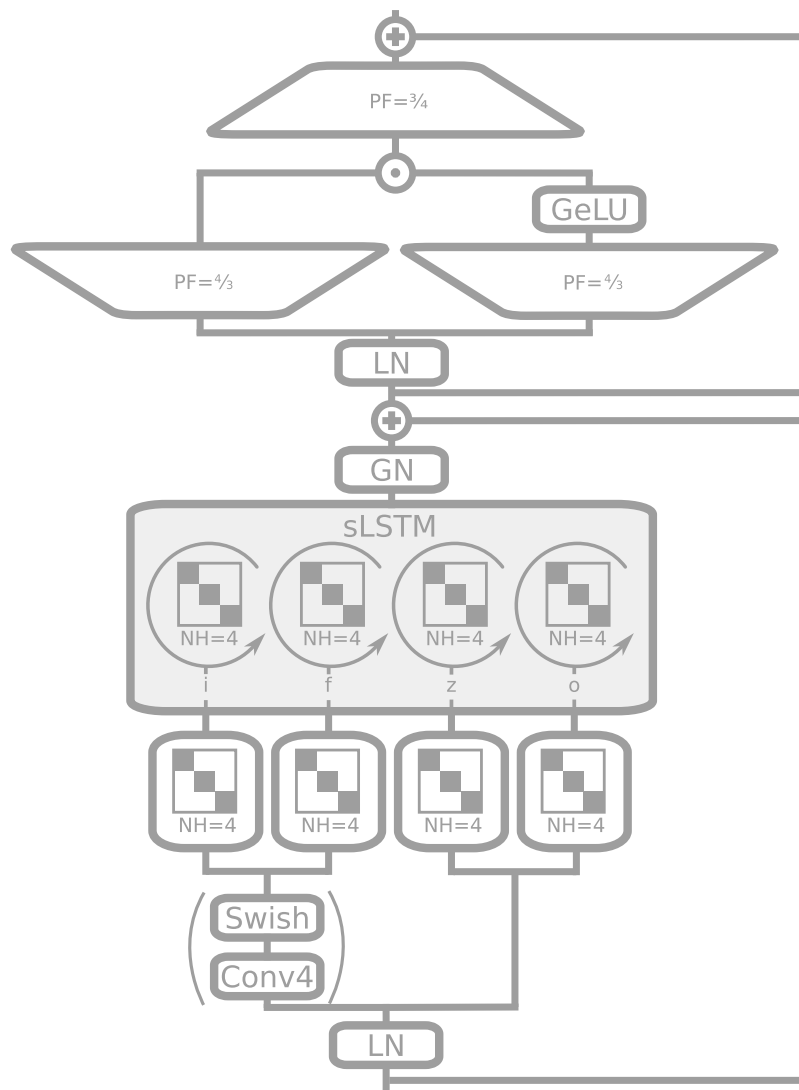 PF=¾
GeLU
PF=⁴⁄₃ PF=⁴⁄₃
LN
GN
sLSTM
NH=4 NH=4 NH=4 NH=4
i f z o
NH=4 NH=4 NH=4 NH=4
Swish
Conv4
LN